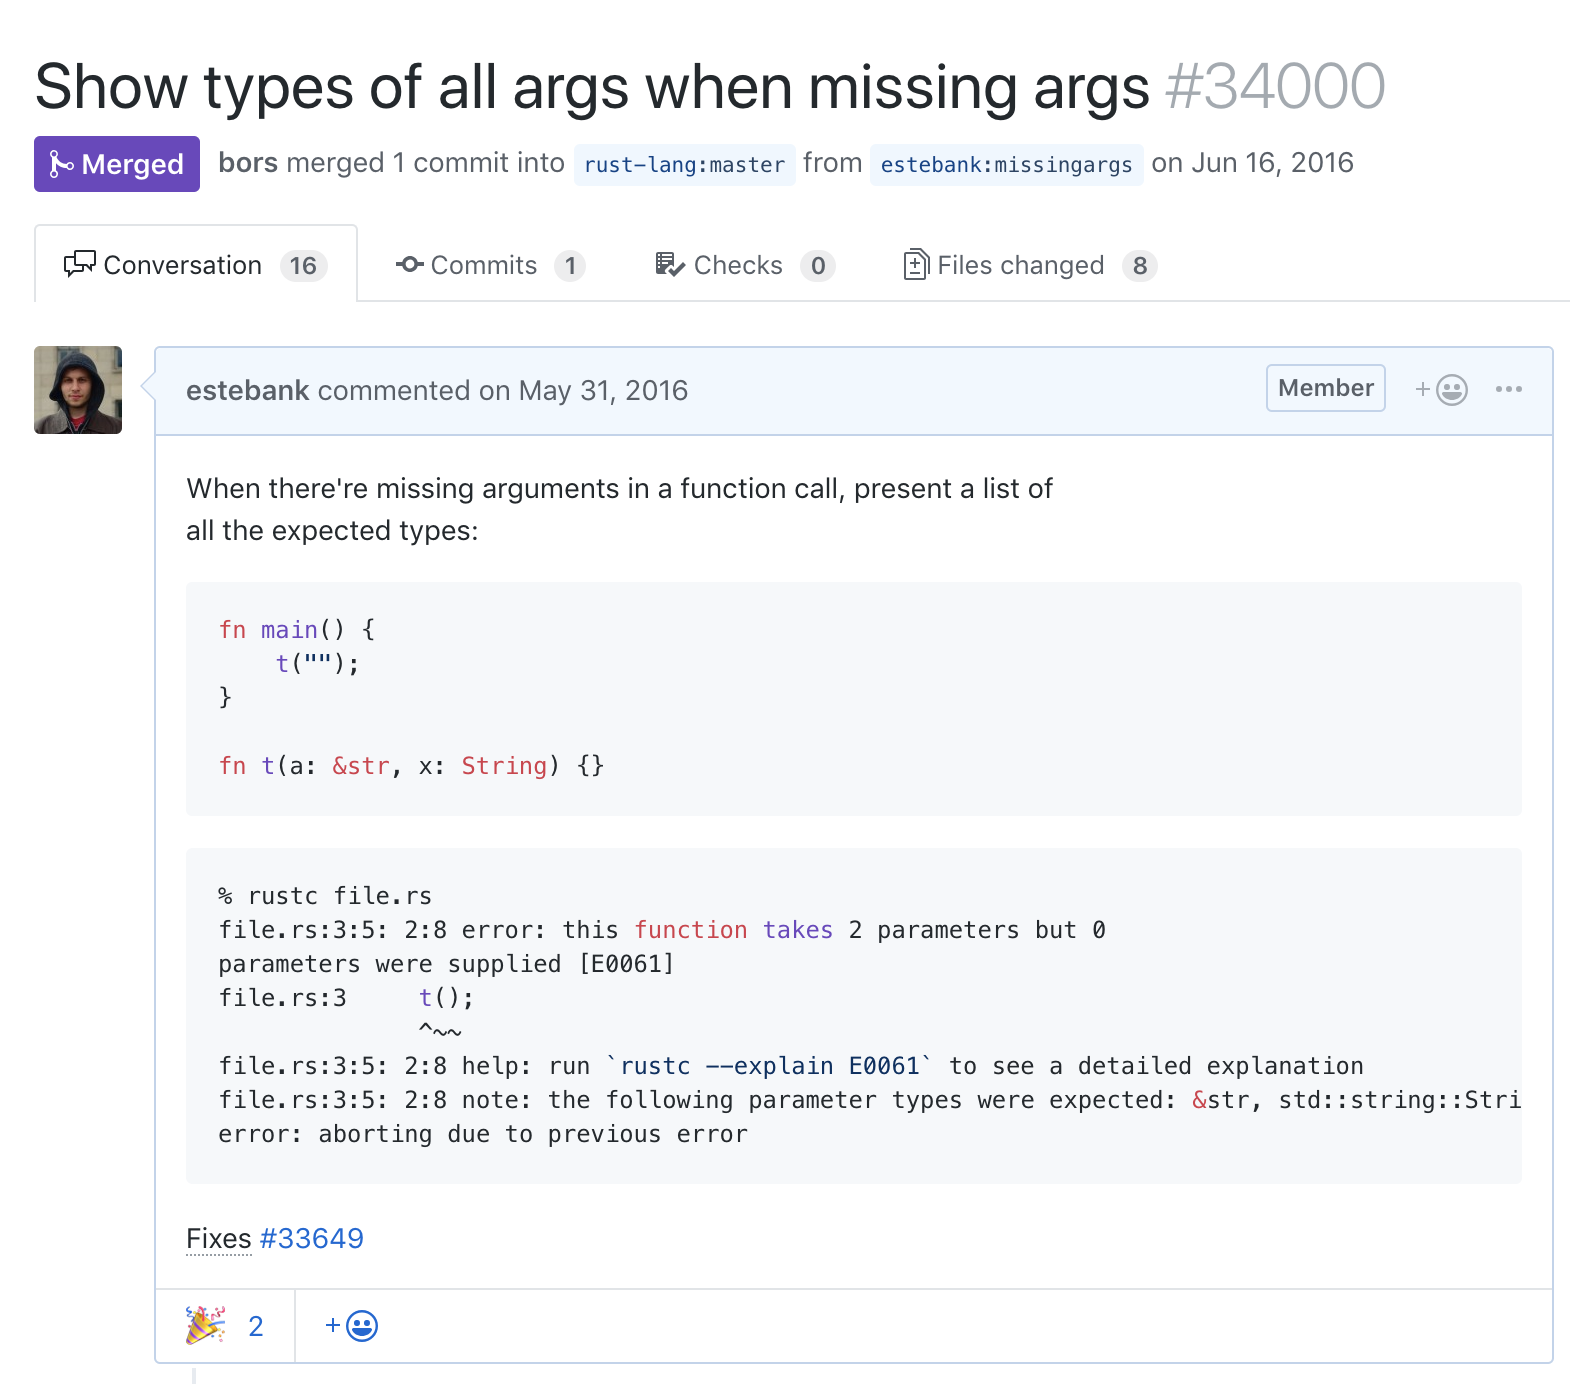 Show types of all args when missing args #34000
Merged bors merged 1 commit into rust-lang:master from estebank:missingargs on Jun 16, 2016
Conversation 16 Commits 1 Checks 0 Files changed 8
estebank commented on May 31, 2016 Member
When there're missing arguments in a function call, present a list of
all the expected types:
fn main() {
    t("");
}
fn t(a: &str, x: String) {}
% rustc file.rs
file.rs:3:5: 2:8 error: this function takes 2 parameters but 0
parameters were supplied [E0061]
file.rs:3     t();
              ^~~
file.rs:3:5: 2:8 help: run `rustc --explain E0061` to see a detailed explanation
file.rs:3:5: 2:8 note: the following parameter types were expected: &str, std::string::Stri
error: aborting due to previous error
Fixes #33649
2